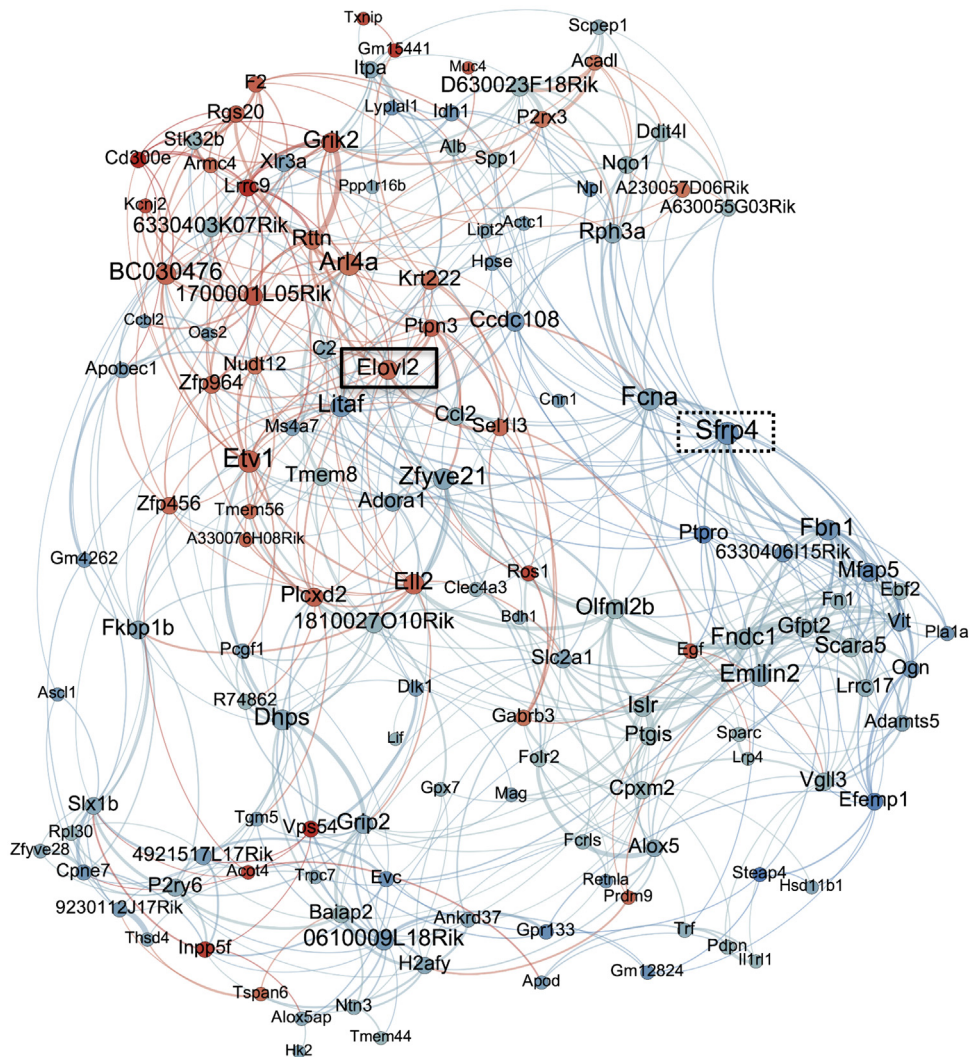 Txnip
Scpep1
Gm15441
Itpa
Muc4
Acadl
D630023F18Rik
F2
Lyplal1
Idh1
P2rx3
Rgs20
Stk32b
Grik2
Alb
Ddit4l
Cd300e
Armc4
Xlr3a
Spp1
Nqo1
Lrrc9
Ppp1r16b
Npl
A230057D06Rik
Kcnj2
A630055G03Rik
6330403K07Rik
Actc1
Lipt2
Rph3a
Rttn
Arl4a
Hpse
BC030476
Krt222
1700001L05Rik
Ccbl2
Oas2
Ptpn3
Ccdc108
C2
Apobec1
Nudt12
Elovl2
Zfp964
Cnn1
Fcna
Litaf
Ccl2
Sel1l3
Ms4a7
Sfrp4
Etv1
Tmem8
Zfyve21
Zfp456
Adora1
Tmem56
Ptpro
Fbn1
A330076H08Rik
6330406I15Rik
Gm4262
Ros1
Mfap5
Ell2
Clec4a3
Ebf2
Plcxd2
Fn1
1810027O10Rik
Bdh1
Olfml2b
Gfpt2
Vit
Fkbp1b
Fndc1
Pla1a
Pcgf1
Slc2a1
Egf
Scara5
Emilin2
Ogn
Ascl1
R74862
Dlk1
Lrrc17
Dhps
Gabrb3
Islr
Adamts5
Lif
Ptgis
Sparc
Folr2
Lrp4
Gpx7
Mag
Cpxm2
Vgll3
Slx1b
Efemp1
Tgm5
Vps54
Grip2
Rpl30
Zfyve28
4921517L17Rik
Fcrls
Alox5
Cpne7
Acot4
Trpc7
Evc
Retnla
Steap4
P2ry6
Prdm9
Hsd11b1
9230112J17Rik
Baiap2
Ankrd37
Thsd4
Inpp5f
0610009L18Rik
Gpr133
Trf
Pdpn
H2afy
Il1rl1
Gm12824
Apod
Tspan6
Ntn3
Alox5ap
Tmem44
Hk2